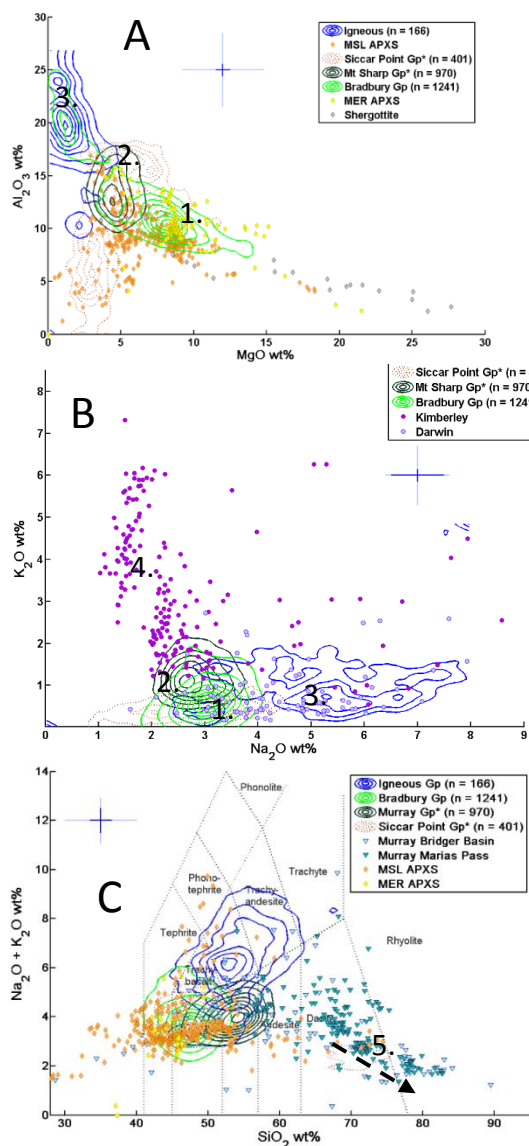 A
Igneous (n = 166)
MSL APXS
Siccar Point Gp* (n = 401)
Mt Sharp Gp* (n = 970)
Bradbury Gp (n = 1241)
MER APXS
Shergottite
30
25
20
15
10
5
0
Al2O3 wt%
3.
2.
1.
0 5 10 15 20 25 30
MgO wt%
B
Siccar Point Gp* (n =
Mt Sharp Gp* (n = 970
Bradbury Gp (n = 1241
Kimberley
Darwin
8
7
6
5
4
3
2
1
K2O wt%
4.
2.
1.
3.
0 1 2 3 4 5 6 7 8 9
Na2O wt%
C
Igneous Gp (n = 166)
Bradbury Gp (n = 1241)
Murray Gp* (n = 970)
Siccar Point Gp* (n = 401)
Murray Bridger Basin
Murray Marias Pass
MSL APXS
MER APXS
14
12
10
8
6
4
2
0
Na2O + K2O wt%
Phonolite
Phono-
tephrite
Trachy-
andesite
Trachyte
Tephrite
Trachy-
basalt
Rhyolite
Andesite
Dacite
5.
30 40 50 60 70 80 90 100
SiO2 wt%